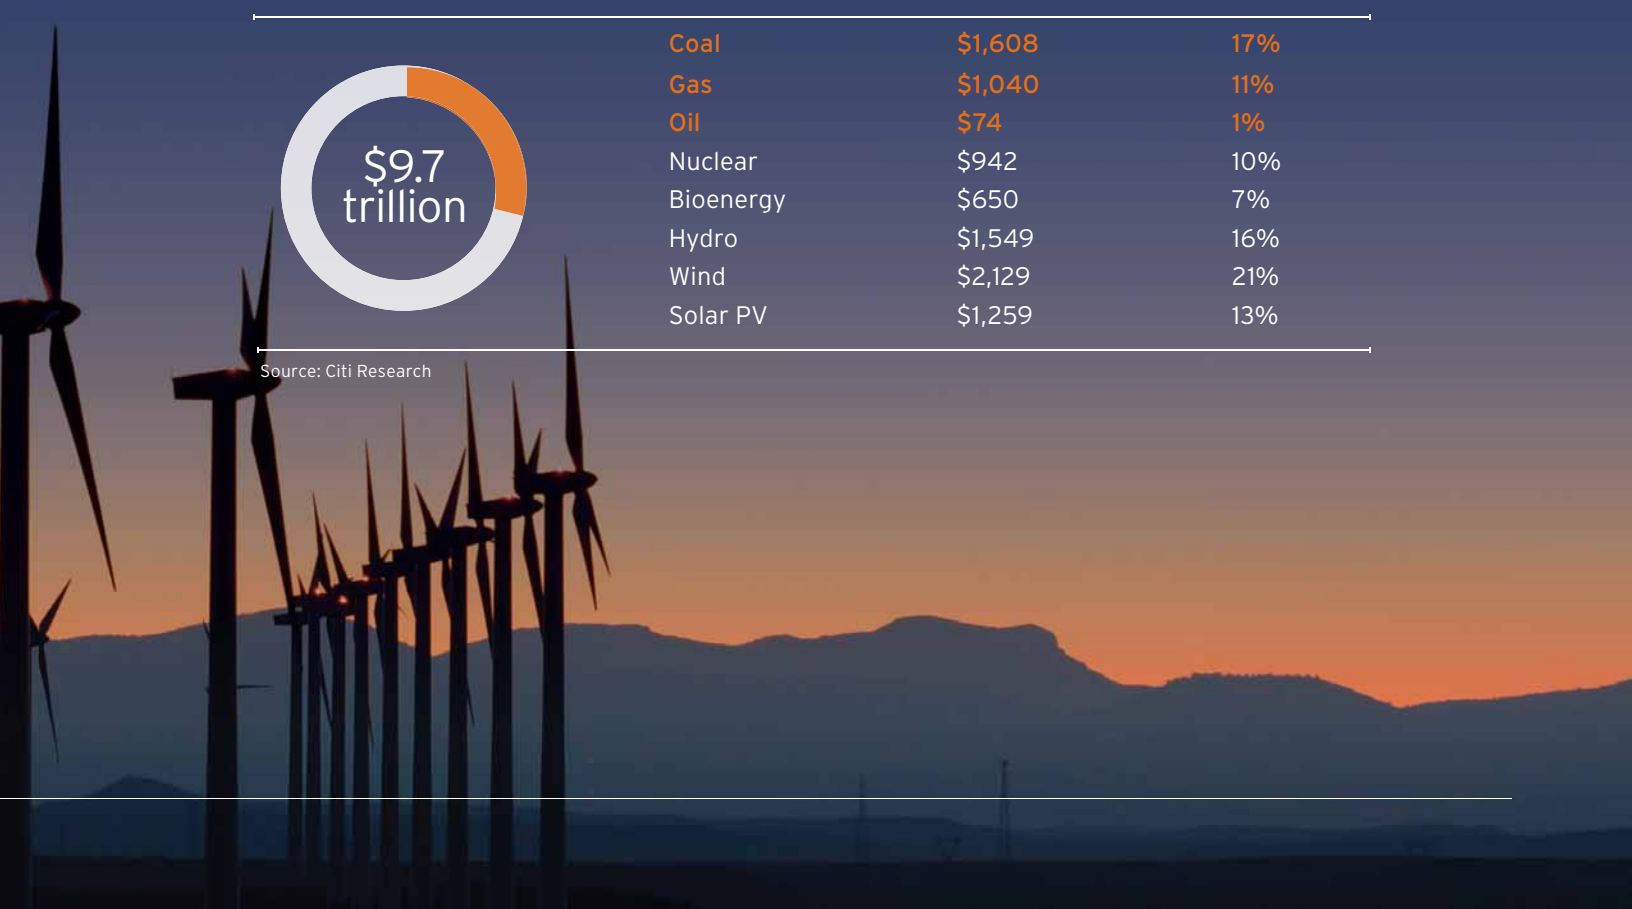 $9.7
trillion
Coal $1,608 17%
Gas $1,040 11%
Oil $74 1%
Nuclear $942 10%
Bioenergy $650 7%
Hydro $1,549 16%
Wind $2,129 21%
Solar PV $1,259 13%
Source: Citi Research